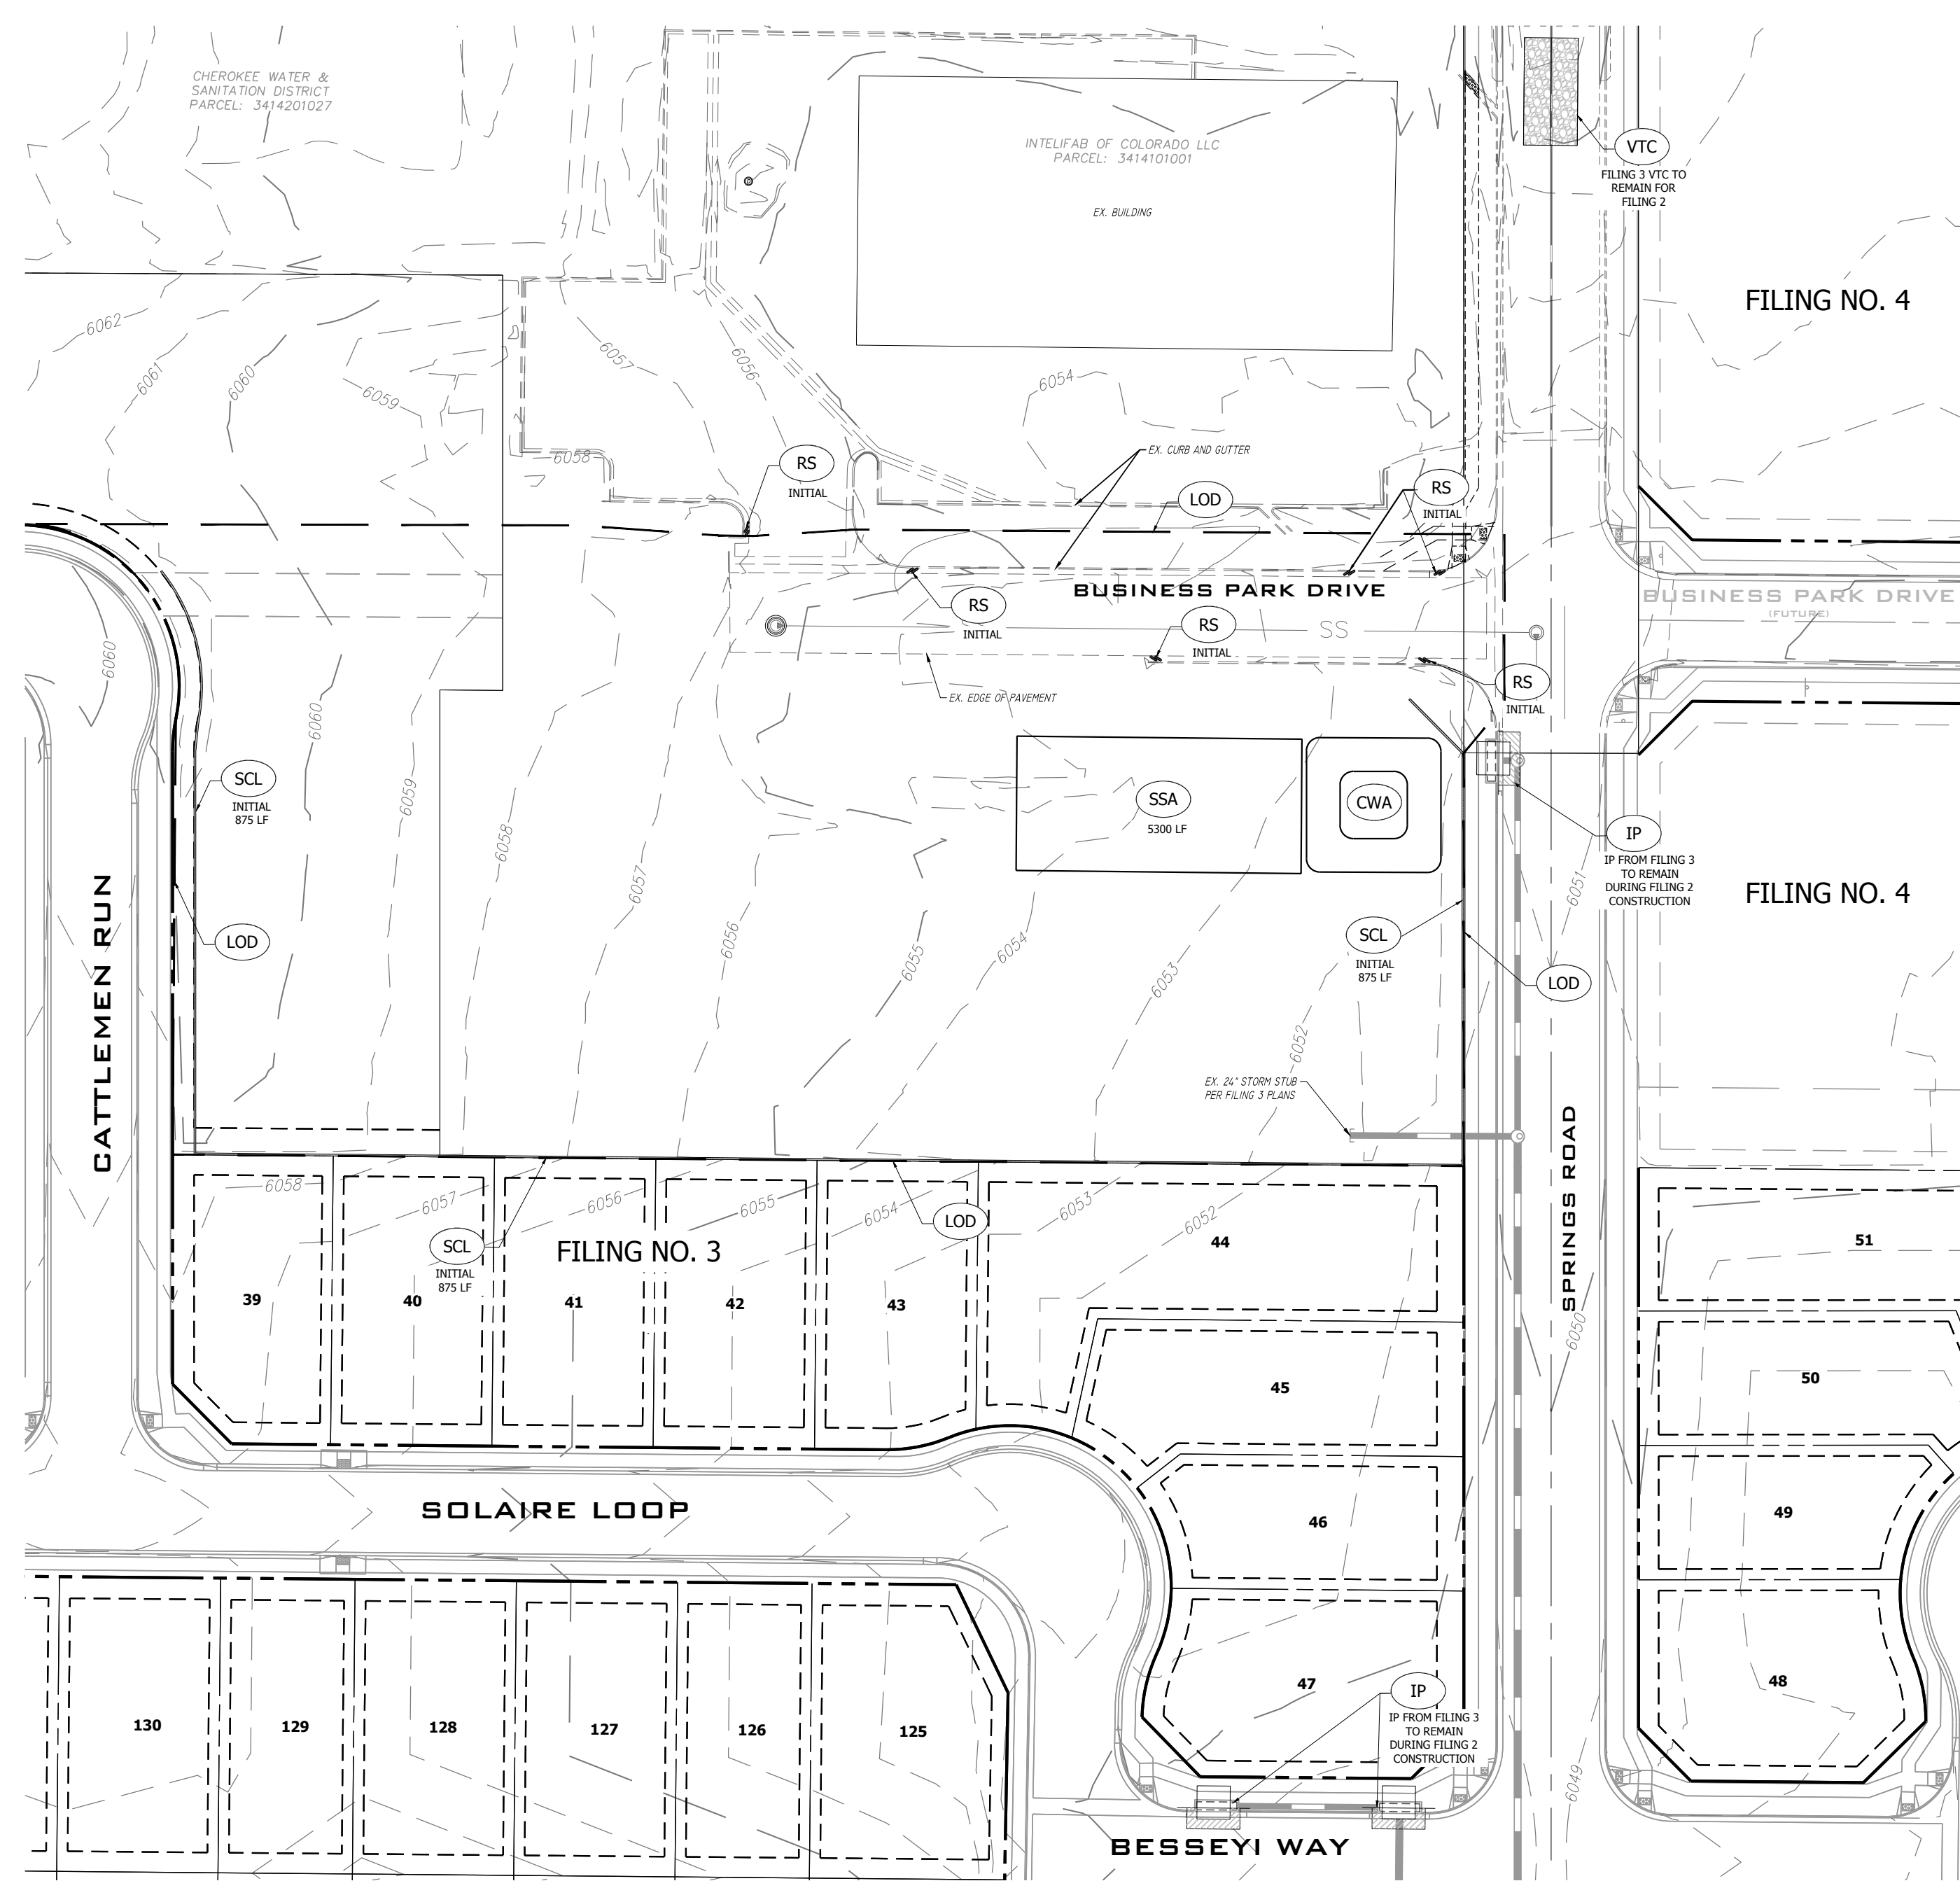 CHEROKEE WATER &
SANITATION DISTRICT
PARCEL: 3414201027
INTELIFAB OF COLORADO LLC
PARCEL: 3414101001
EX. BUILDING
VTC
FILING 3 VTC TO
REMAIN FOR
FILING 2
FILING NO. 4
6062
6061
6060
6059
6057
6056
6054
6058
RS
INITIAL
EX. CURB AND GUTTER
LOD
RS
INITIAL
BUSINESS PARK DRIVE
BUSINESS PARK DRIVE
(FUTURE)
RS
INITIAL
RS
INITIAL
SS
EX. EDGE OF PAVEMENT
RS
INITIAL
6060
6060
SCL
INITIAL
875 LF
6059
6058
6057
6056
6055
6054
6053
6052
6051
SSA
5300 LF
CWA
IP
IP FROM FILING 3
TO REMAIN
DURING FILING 2
CONSTRUCTION
FILING NO. 4
LOD
SCL
INITIAL
875 LF
LOD
CATTLEMEN RUN
EX. 24" STORM STUB
PER FILING 3 PLANS
SPRINGS ROAD
6058
6057
6056
6055
6054
6053
6052
LOD
SCL
INITIAL
875 LF
FILING NO. 3
39
40
41
42
43
44
45
46
47
51
50
49
48
6050
SOLAIRE LOOP
130
129
128
127
126
125
IP
IP FROM FILING 3
TO REMAIN
DURING FILING 2
CONSTRUCTION
6049
BESSEYI WAY